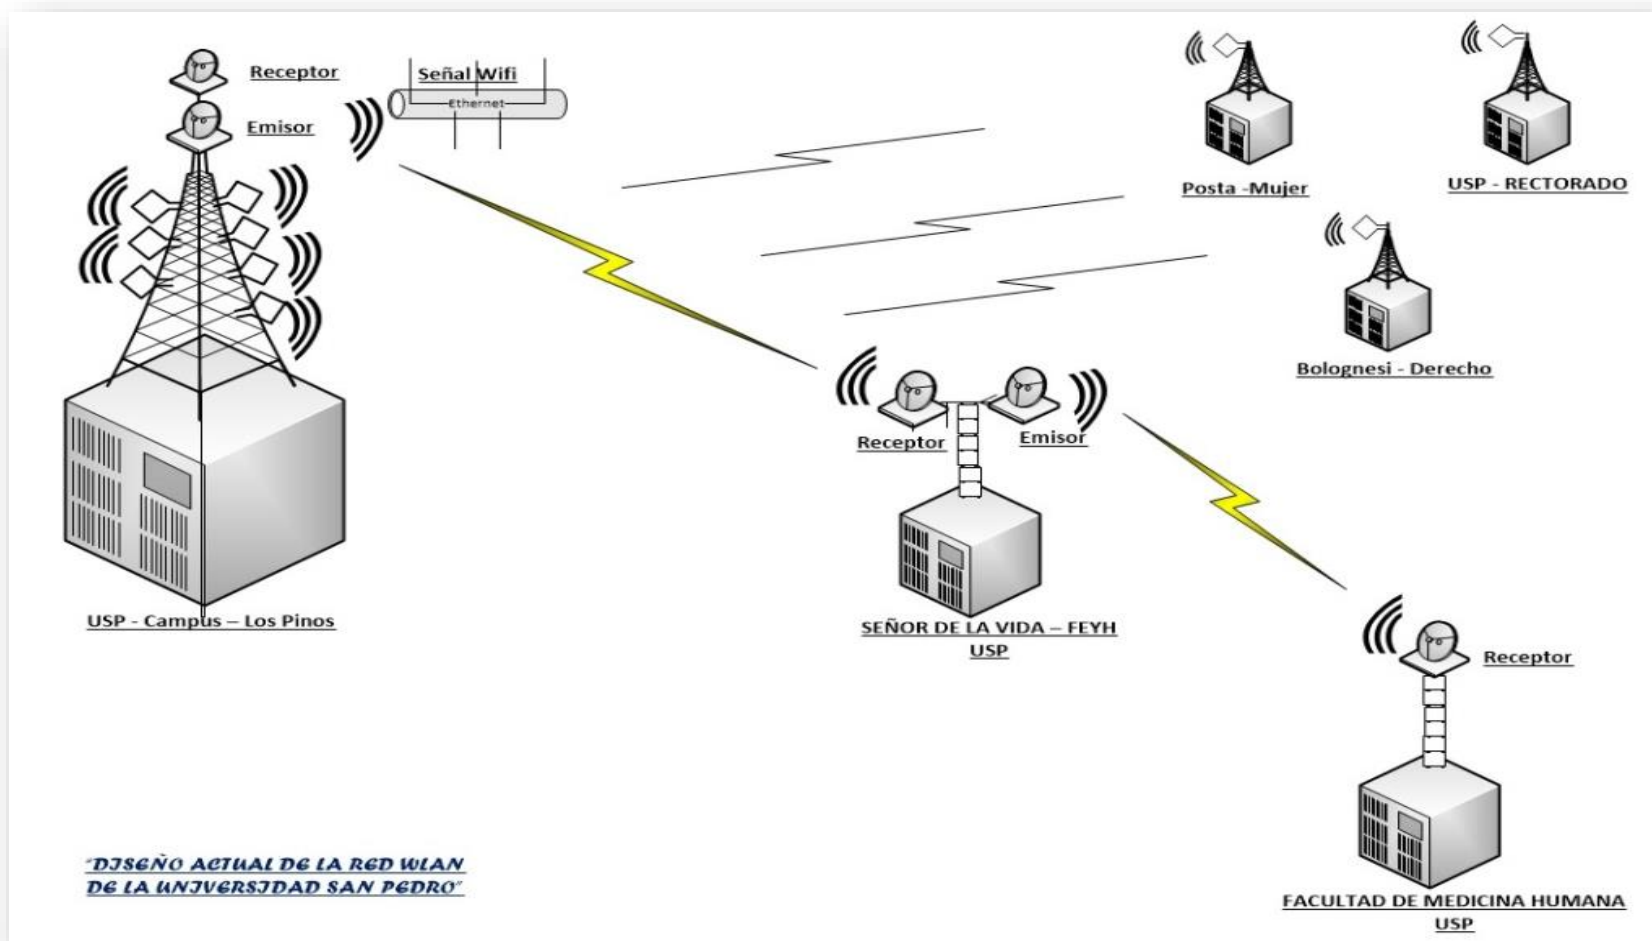 Receptor
Señal Wifi
Ethernet
Emisor
Posta -Mujer
USP - RECTORADO
Bolognesi - Derecho
Receptor
Emisor
USP - Campus – Los Pinos
SEÑOR DE LA VIDA – FEYH
USP
Receptor
"DISEÑO ACTUAL DE LA RED WLAN
DE LA UNIVERSIDAD SAN PEDRO"
FACULTAD DE MEDICINA HUMANA
USP